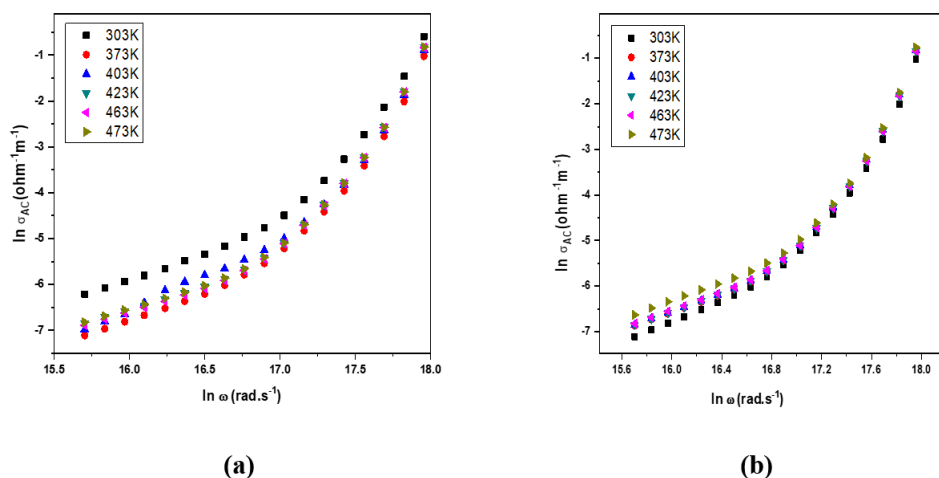 303K
373K
403K
423K
463K
473K
-1
-2
-3
-4
-5
-6
-7
15.5 16.0 16.5 17.0 17.5 18.0
ln σAC(ohm⁻¹m⁻¹)
ln ω (rad.s⁻¹)
(a)
303K
373K
403K
423K
463K
473K
-1
-2
-3
-4
-5
-6
-7
15.6 16.0 16.4 16.8 17.2 17.6 18.0
ln σAC(ohm⁻¹m⁻¹)
ln ω (rad.s⁻¹)
(b)